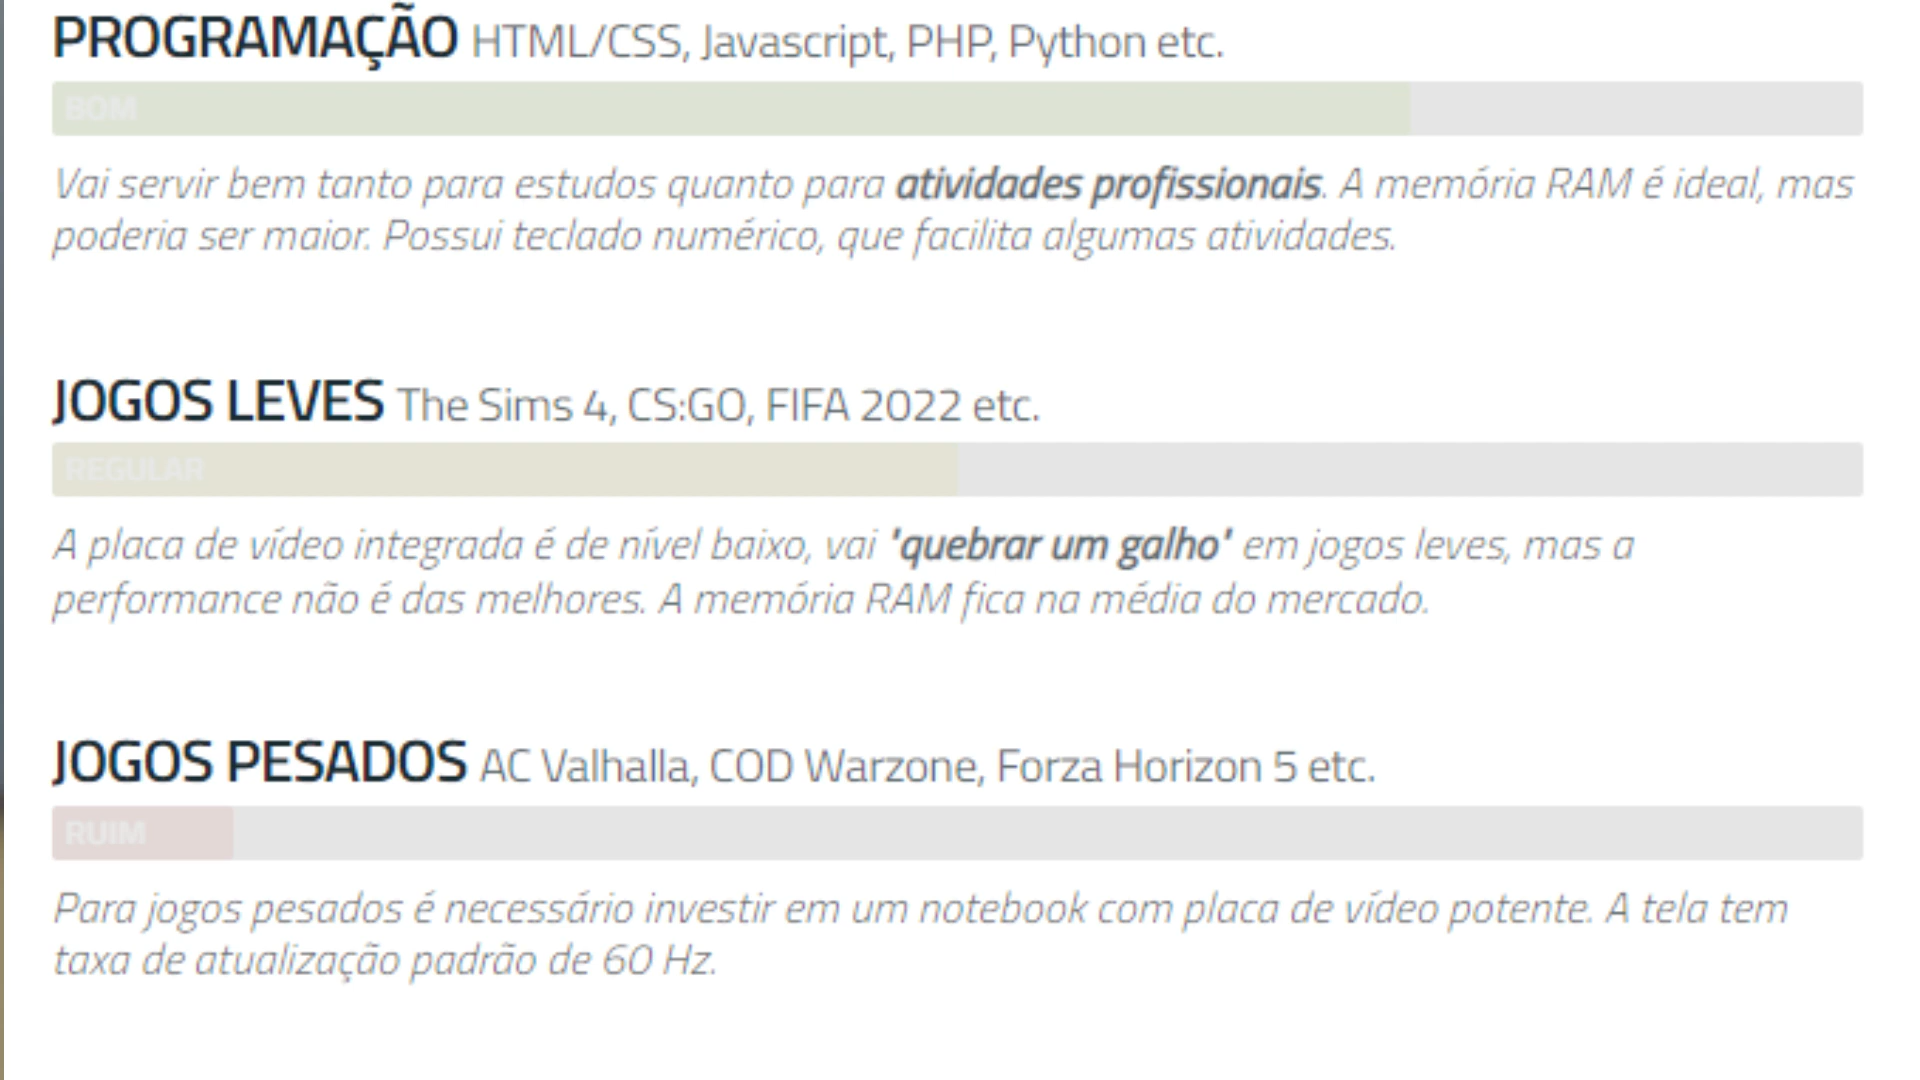 PROGRAMAÇÃO HTML/CSS, Javascript, PHP, Python etc.
BOM
Vai servir bem tanto para estudos quanto para atividades profissionais. A memória RAM é ideal, mas
poderia ser maior. Possui teclado numérico, que facilita algumas atividades.
JOGOS LEVES The Sims 4, CS:GO, FIFA 2022 etc.
REGULAR
A placa de vídeo integrada é de nível baixo, vai "quebrar um galho" em jogos leves, mas a
performance não é das melhores. A memória RAM fica na média do mercado.
JOGOS PESADOS AC Valhalla, COD Warzone, Forza Horizon 5 etc.
RUIM
Para jogos pesados é necessário investir em um notebook com placa de vídeo potente. A tela tem
taxa de atualização padrão de 60 Hz.